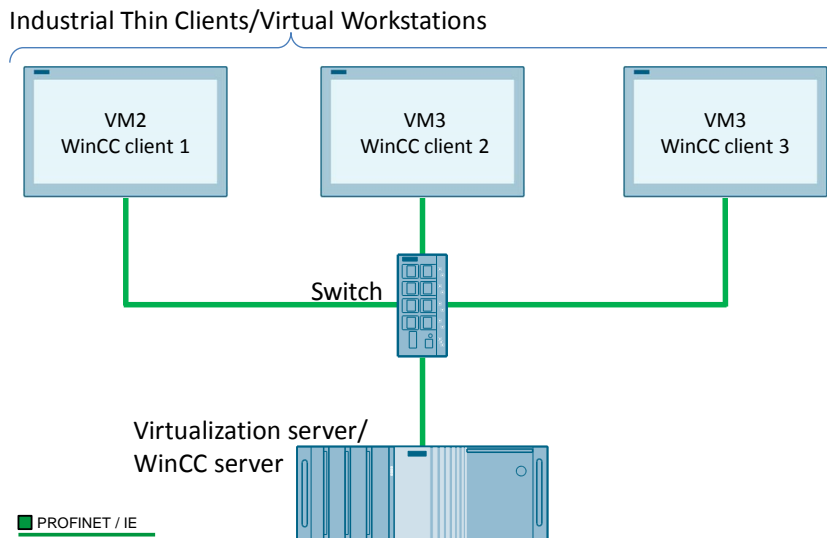 Industrial Thin Clients/Virtual Workstations
VM2
WinCC client 1
VM3
WinCC client 2
VM3
WinCC client 3
Switch
Virtualization server/
WinCC server
PROFINET / IE